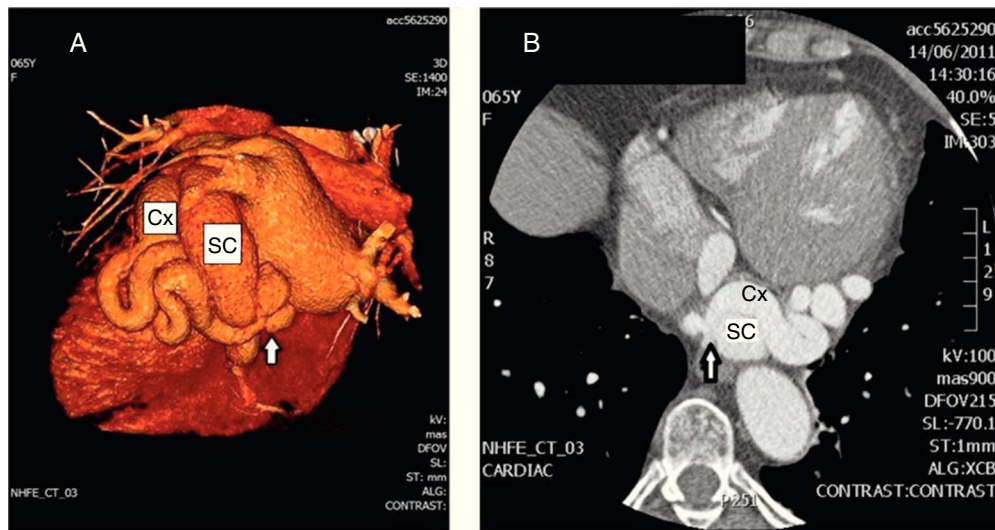 A
065Y
F
3D
SE:1400
IM:24
Cx
SC
kV:
mas
DFOV
SL:
ST: mm
ALG:
CONTRAST:
NHFE_CT_03
B
acc5625290
065Y
F
acc5625290
14/06/2011
14:30:16
40.0%
SE:5
IM:303
R
8
7
L
1
2
9
Cx
SC
kV:100
mas900
DFOV215
SL:-770.1
ST:1mm
ALG:XCB
CONTRAST:CONTRAST
NHFE_CT_03
CARDIAC
P251